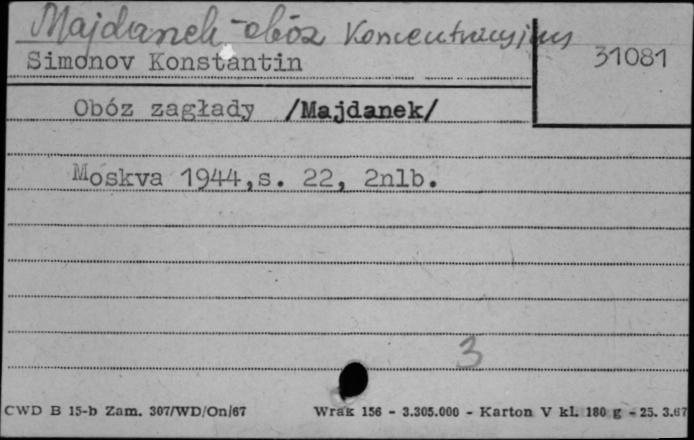 Majdanek - obóz koncentracyjny
Simonov Konstantin
31081
Obóz zagłady /Majdanek/
Moskva 1944,s. 22, 2nlb.
3
CWD B 15-b Zam. 307/WD/On/67 Wrak 156 - 3.305.000 - Karton V kl. 180 g - 25. 3.67